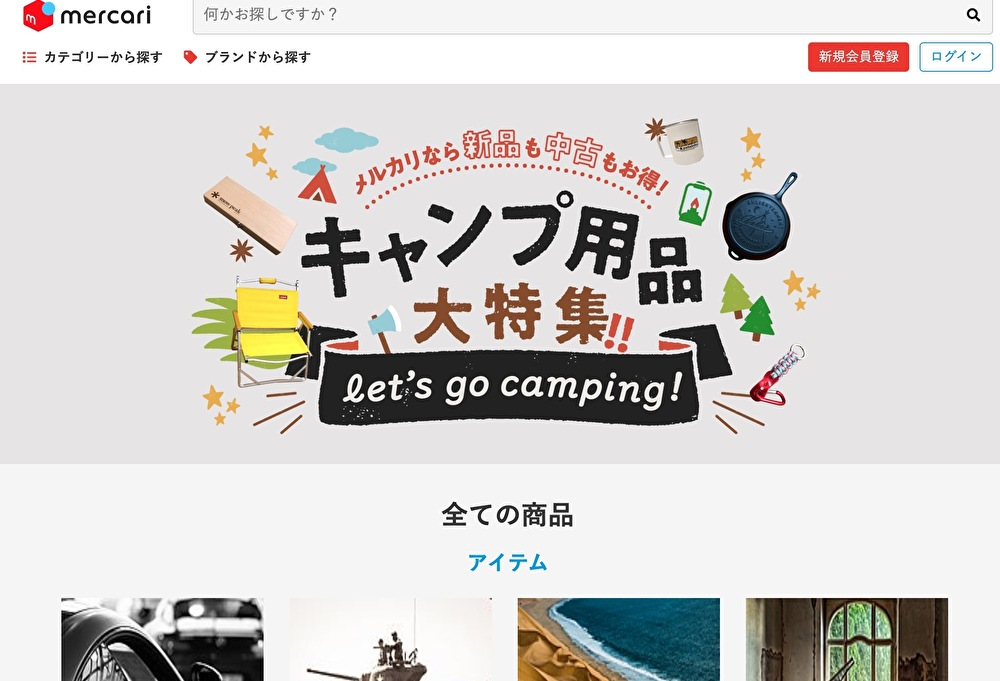 mercari
何かお探しですか？
カテゴリーから探す
ブランドから探す
新規会員登録
ログイン
メルカリなら新品も中古もお得!
snow peak
キャンプ用品
大特集!!
let's go camping!
全ての商品
アイテム